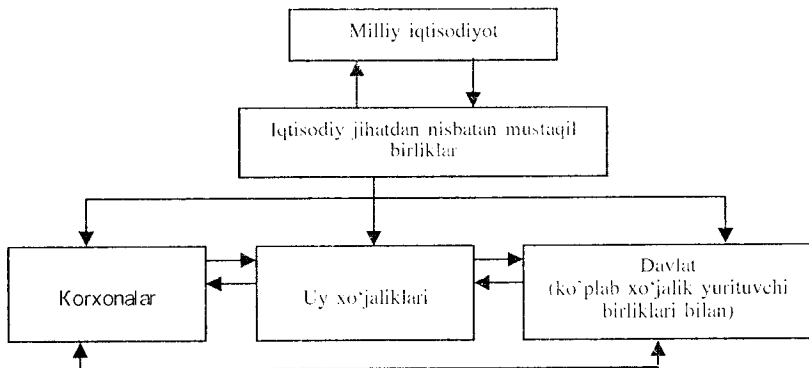 Milliy iqtisodiyot
Iqtisodiy jihatdan nisbatan mustaqil
birliklar
Korxonalar
Uy xo‘jaliklari
Davlat
(ko‘plab xo‘jalik yurituvchi
birliklari bilan)